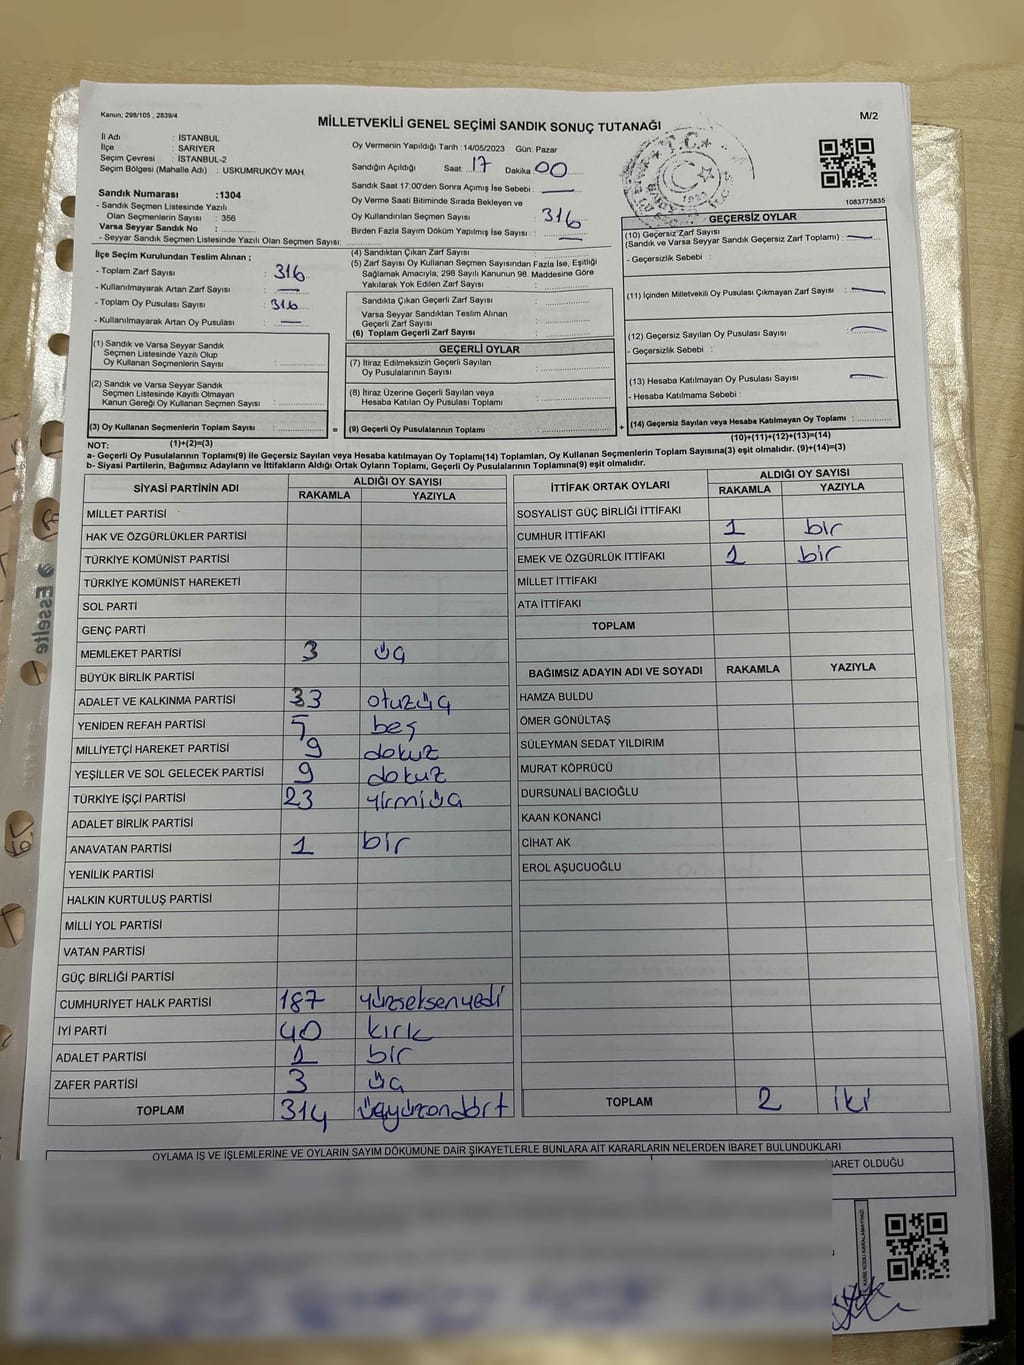 Kanun; 298/105 , 2839/4
M/2
MİLLETVEKİLİ GENEL SEÇİMİ SANDIK SONUÇ TUTANAĞI
İl Adı : İSTANBUL
İlçe : SARIYER
Seçim Çevresi : İSTANBUL-2
Seçim Bölgesi (Mahalle Adı) : USKUMRUKÖY MAH.
Sandık Numarası :1304
- Sandık Seçmen Listesinde Yazılı
Olan Seçmenlerin Sayısı : 356
Varsa Seyyar Sandık No :
- Seyyar Sandık Seçmen Listesinde Yazılı Olan Seçmen Sayısı:
Oy Vermenin Yapıldığı Tarih :14/05/2023 Gün: Pazar
Sandığın Açıldığı Saat: 17 Dakika 00
Sandık Saat 17.00'den Sonra Açımış İse Sebebi :
Oy Verme Saati Bitiminde Sırada Bekleyen ve
Oy Kullandırılan Seçmen Sayısı : 316
Birden Fazla Sayım Döküm Yapılmış İse Sayısı :
T.C.
1083775835
İlçe Seçim Kurulundan Teslim Alınan ;
- Toplam Zarf Sayısı : 316
- Kullanılmayarak Artan Zarf Sayısı :
- Toplam Oy Pusulası Sayısı : 316
- Kullanılmayarak Artan Oy Pusulası :
(1) Sandık ve Varsa Seyyar Sandık
Seçmen Listesinde Yazılı Olup
Oy Kullanan Seçmenlerin Sayısı :
(2) Sandık ve Varsa Seyyar Sandık
Seçmen Listesinde Kayıtlı Olmayan
Kanun Gereği Oy Kullanan Seçmen Sayısı :
(3) Oy Kullanan Seçmenlerin Toplam Sayısı :
(4) Sandıktan Çıkan Zarf Sayısı :
(5) Zarf Sayısı Oy Kullanan Seçmen Sayısından Fazla İse, Eşitliği
Sağlamak Amacıyla; 298 Sayılı Kanunun 98. Maddesine Göre
Yakılarak Yok Edilen Zarf Sayısı :
Sandıkta Çıkan Geçerli Zarf Sayısı :
Varsa Seyyar Sandıktan Teslim Alınan
Geçerli Zarf Sayısı :
(6) Toplam Geçerli Zarf Sayısı :
GEÇERLİ OYLAR
(7) İtiraz Edilmeksizin Geçerli Sayılan
Oy Pusulalarının Sayısı :
(8) İtiraz Üzerine Geçerli Sayılan veya
Hesaba Katılan Oy Pusulası Toplamı :
= (9) Geçerli Oy Pusulalarının Toplamı :
GEÇERSİZ OYLAR
(10) Geçersiz Zarf Sayısı
(Sandık ve Varsa Seyyar Sandık Geçersiz Zarf Toplamı) :
- Geçersizlik Sebebi :
(11) İçinden Milletvekili Oy Pusulası Çıkmayan Zarf Sayısı :
(12) Geçersiz Sayılan Oy Pusulası Sayısı :
- Geçersizlik Sebebi :
(13) Hesaba Katılmayan Oy Pusulası Sayısı :
- Hesaba Katılmama Sebebi :
+ (14) Geçersiz Sayılan veya Hesaba Katılmayan Oy Toplamı :
NOT: (1)+(2)=(3) (10)+(11)+(12)+(13)=(14)
a- Geçerli Oy Pusulalarının Toplamı(9) ile Geçersiz Sayılan veya Hesaba katılmayan Oy Toplamı(14) Toplamları, Oy Kullanan Seçmenlerin Toplam Sayısına(3) eşit olmalıdır. (9)+(14)=(3)
b- Siyasi Partilerin, Bağımsız Adayların ve İttifakların Aldığı Ortak Oyların Toplamı, Geçerli Oy Pusulalarının Toplamına(9) eşit olmalıdır.
SİYASİ PARTİNİN ADI ALDIĞI OY SAYISI
RAKAMLA YAZIYLA
MİLLET PARTİSİ
HAK VE ÖZGÜRLÜKLER PARTİSİ
TÜRKİYE KOMÜNİST PARTİSİ
TÜRKİYE KOMÜNİST HAREKETİ
SOL PARTİ
GENÇ PARTİ
MEMLEKET PARTİSİ 3 üç
BÜYÜK BİRLİK PARTİSİ
ADALET VE KALKINMA PARTİSİ 33 otuzüç
YENİDEN REFAH PARTİSİ 5 beş
MİLLİYETÇİ HAREKET PARTİSİ 9 dokuz
YEŞİLLER VE SOL GELECEK PARTİSİ 9 dokuz
TÜRKİYE İŞÇİ PARTİSİ 23 yirmiüç
ADALET BİRLİK PARTİSİ
ANAVATAN PARTİSİ 1 bir
YENİLİK PARTİSİ
HALKIN KURTULUŞ PARTİSİ
MİLLİ YOL PARTİSİ
VATAN PARTİSİ
GÜÇ BİRLİĞİ PARTİSİ
CUMHURİYET HALK PARTİSİ 187 yüzseksenyedi
İYİ PARTİ 40 kırk
ADALET PARTİSİ 1 bir
ZAFER PARTİSİ 3 üç
TOPLAM 314 üçyüzondört
İTTİFAK ORTAK OYLARI ALDIĞI OY SAYISI
RAKAMLA YAZIYLA
SOSYALİST GÜÇ BİRLİĞİ İTTİFAKI
CUMHUR İTTİFAKI 1 bir
EMEK VE ÖZGÜRLÜK İTTİFAKI 1 bir
MİLLET İTTİFAKI
ATA İTTİFAKI
TOPLAM
BAĞIMSIZ ADAYIN ADI VE SOYADI RAKAMLA YAZIYLA
HAMZA BULDU
ÖMER GÖNÜLTAŞ
SÜLEYMAN SEDAT YILDIRIM
MURAT KÖPRÜCÜ
DURSUNALİ BACIOĞLU
KAAN KONANCİ
CİHAT AK
EROL AŞUCUOĞLU
TOPLAM 2 iki
OYLAMA İŞ VE İŞLEMLERİNE VE OYLARIN SAYIM DÖKÜMÜNE DAİR ŞİKAYETLERLE BUNLARA AİT KARARLARIN NELERDEN İBARET BULUNDUKLARI
BARET OLDUĞU
Esselte